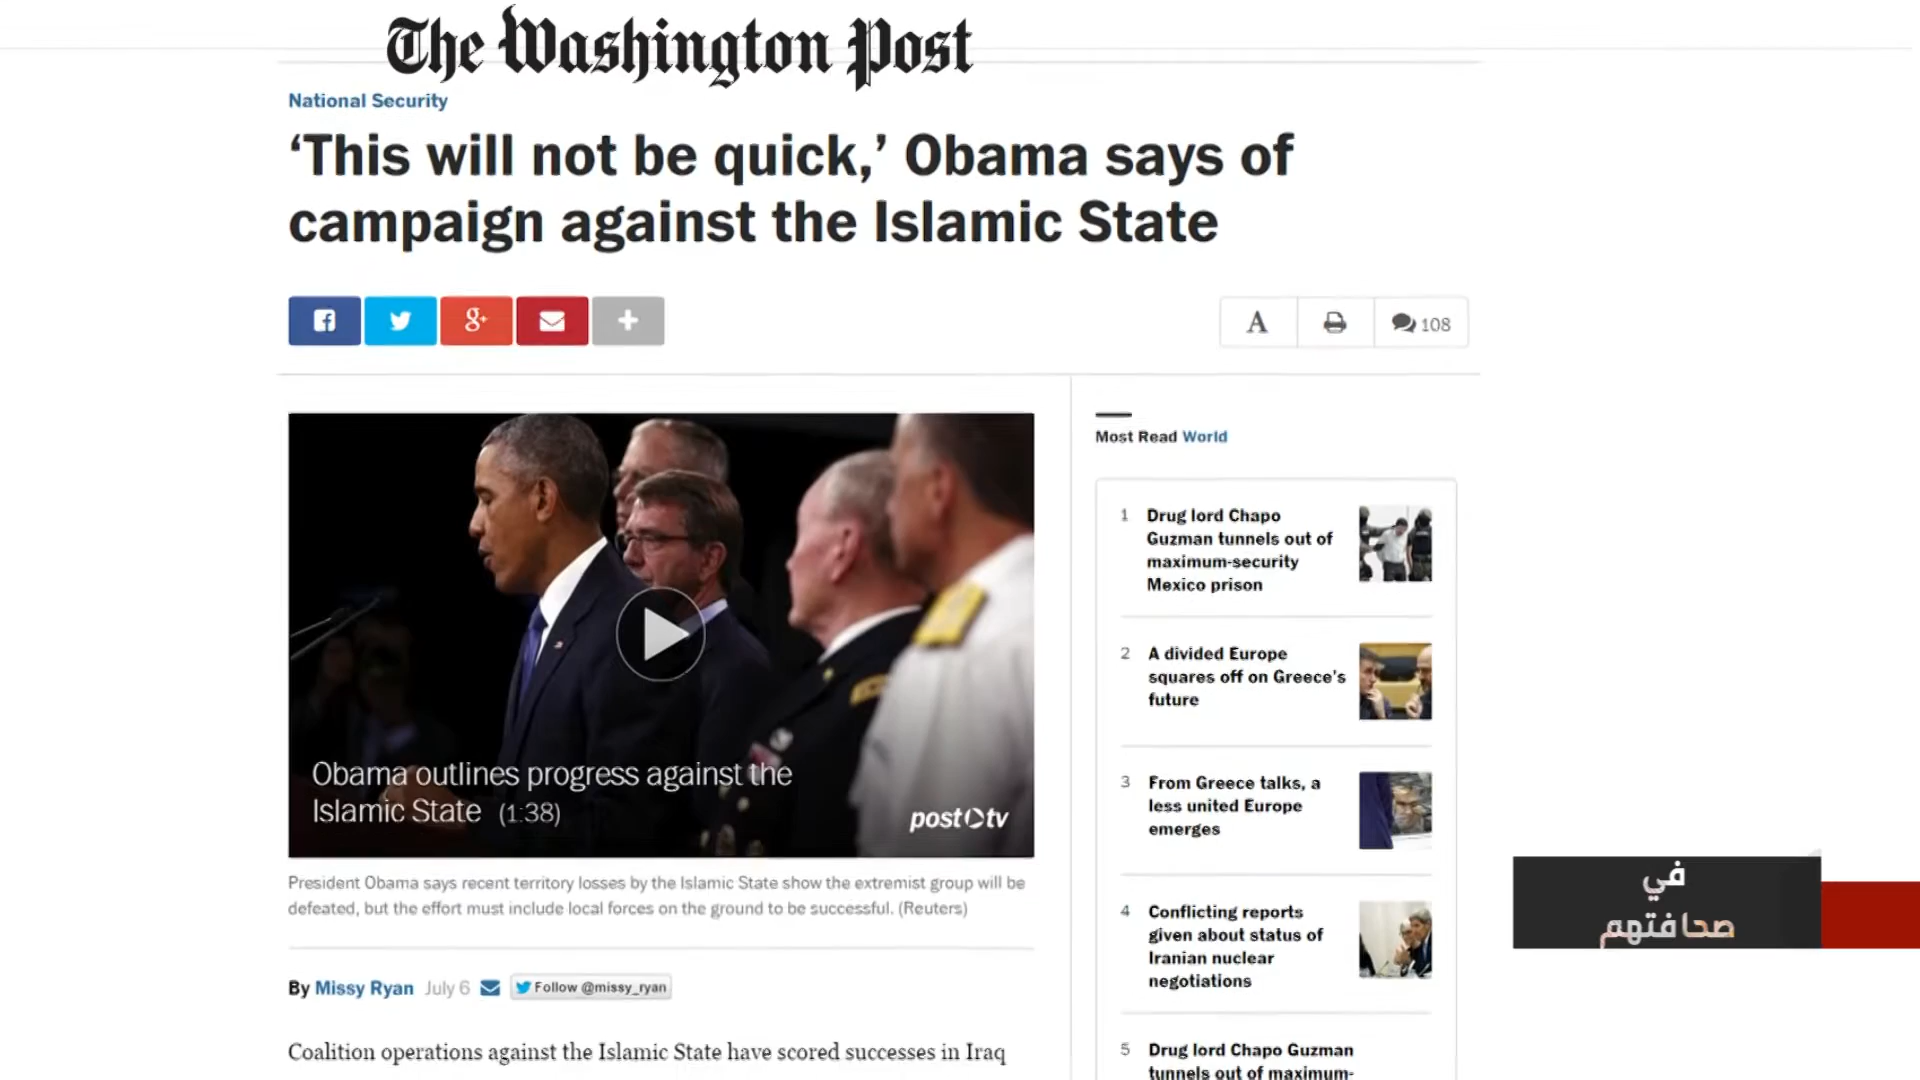 The Washington Post
National Security
‘This will not be quick,’ Obama says of
campaign against the Islamic State
A
108
Obama outlines progress against the
Islamic State (1:38)
post tv
President Obama says recent territory losses by the Islamic State show the extremist group will be
defeated, but the effort must include local forces on the ground to be successful. (Reuters)
By Missy Ryan July 6 Follow @missy_ryan
Coalition operations against the Islamic State have scored successes in Iraq
Most Read World
1 Drug lord Chapo
Guzman tunnels out of
maximum-security
Mexico prison
2 A divided Europe
squares off on Greece’s
future
3 From Greece talks, a
less united Europe
emerges
4 Conflicting reports
given about status of
Iranian nuclear
negotiations
5 Drug lord Chapo Guzman
tunnels out of maximum-
في
صحافتهم